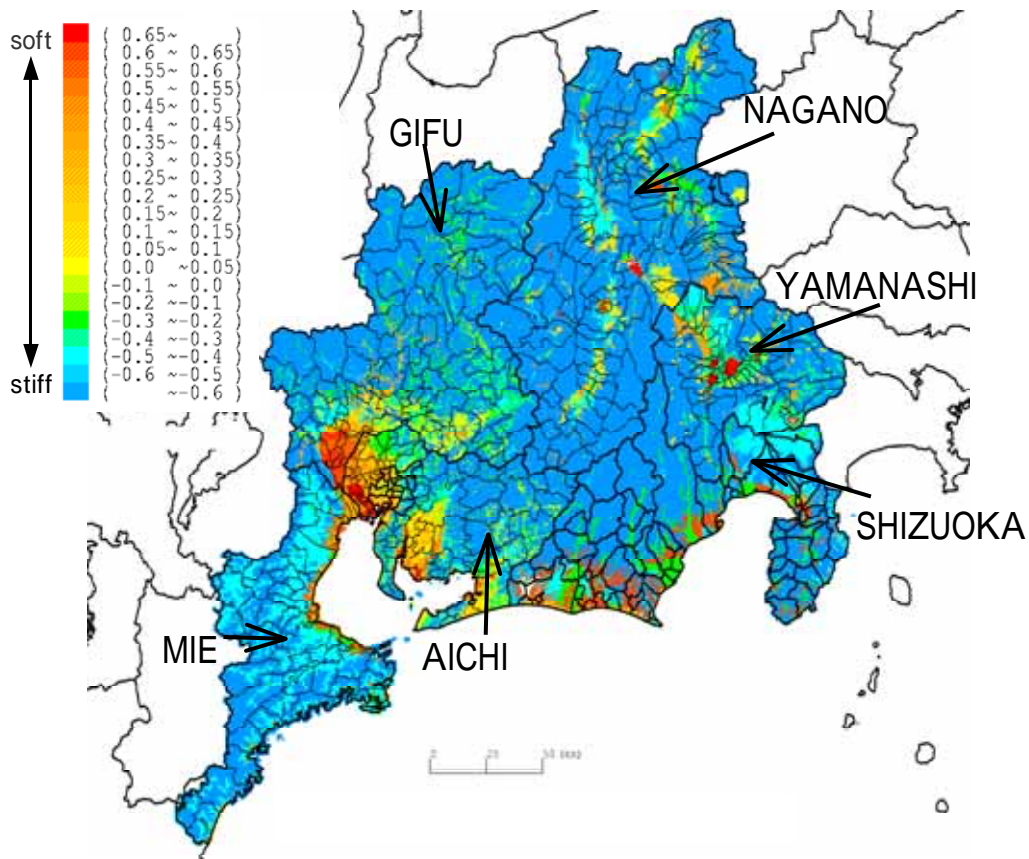 soft
stiff
( 0.65~ )
( 0.6 ~ 0.65)
( 0.55~ 0.6 )
( 0.5 ~ 0.55)
( 0.45~ 0.5 )
( 0.4 ~ 0.45)
( 0.35~ 0.4 )
( 0.3 ~ 0.35)
( 0.25~ 0.3 )
( 0.2 ~ 0.25)
( 0.15~ 0.2 )
( 0.1 ~ 0.15)
( 0.05~ 0.1 )
( 0.0 ~0.05)
(-0.1 ~ 0.0 )
(-0.2 ~-0.1 )
(-0.3 ~-0.2 )
(-0.4 ~-0.3 )
(-0.5 ~-0.4 )
(-0.6 ~-0.5 )
( ~-0.6 )
NAGANO
GIFU
YAMANASHI
SHIZUOKA
MIE
AICHI
0 25 50 (km)